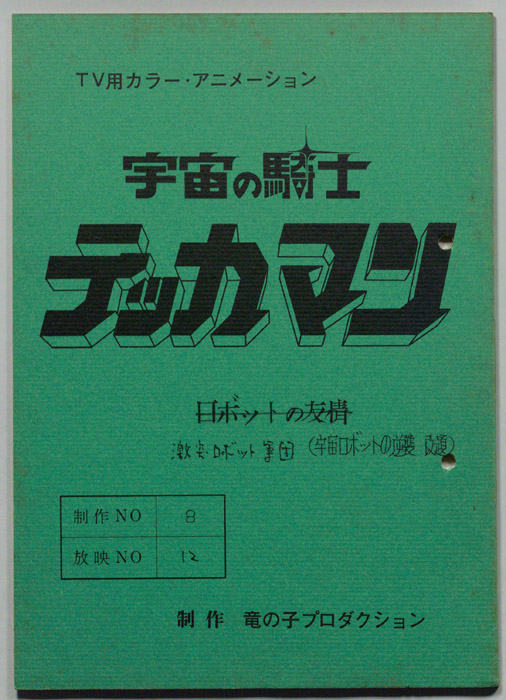 TV用カラー・アニメーション
宇宙の騎士
テッカマン
ロボットの友情
激突・ロボット軍団 (宇宙ロボットの逆襲 改題)
制作NO 8
放映NO 12
制作 竜の子プロダクション